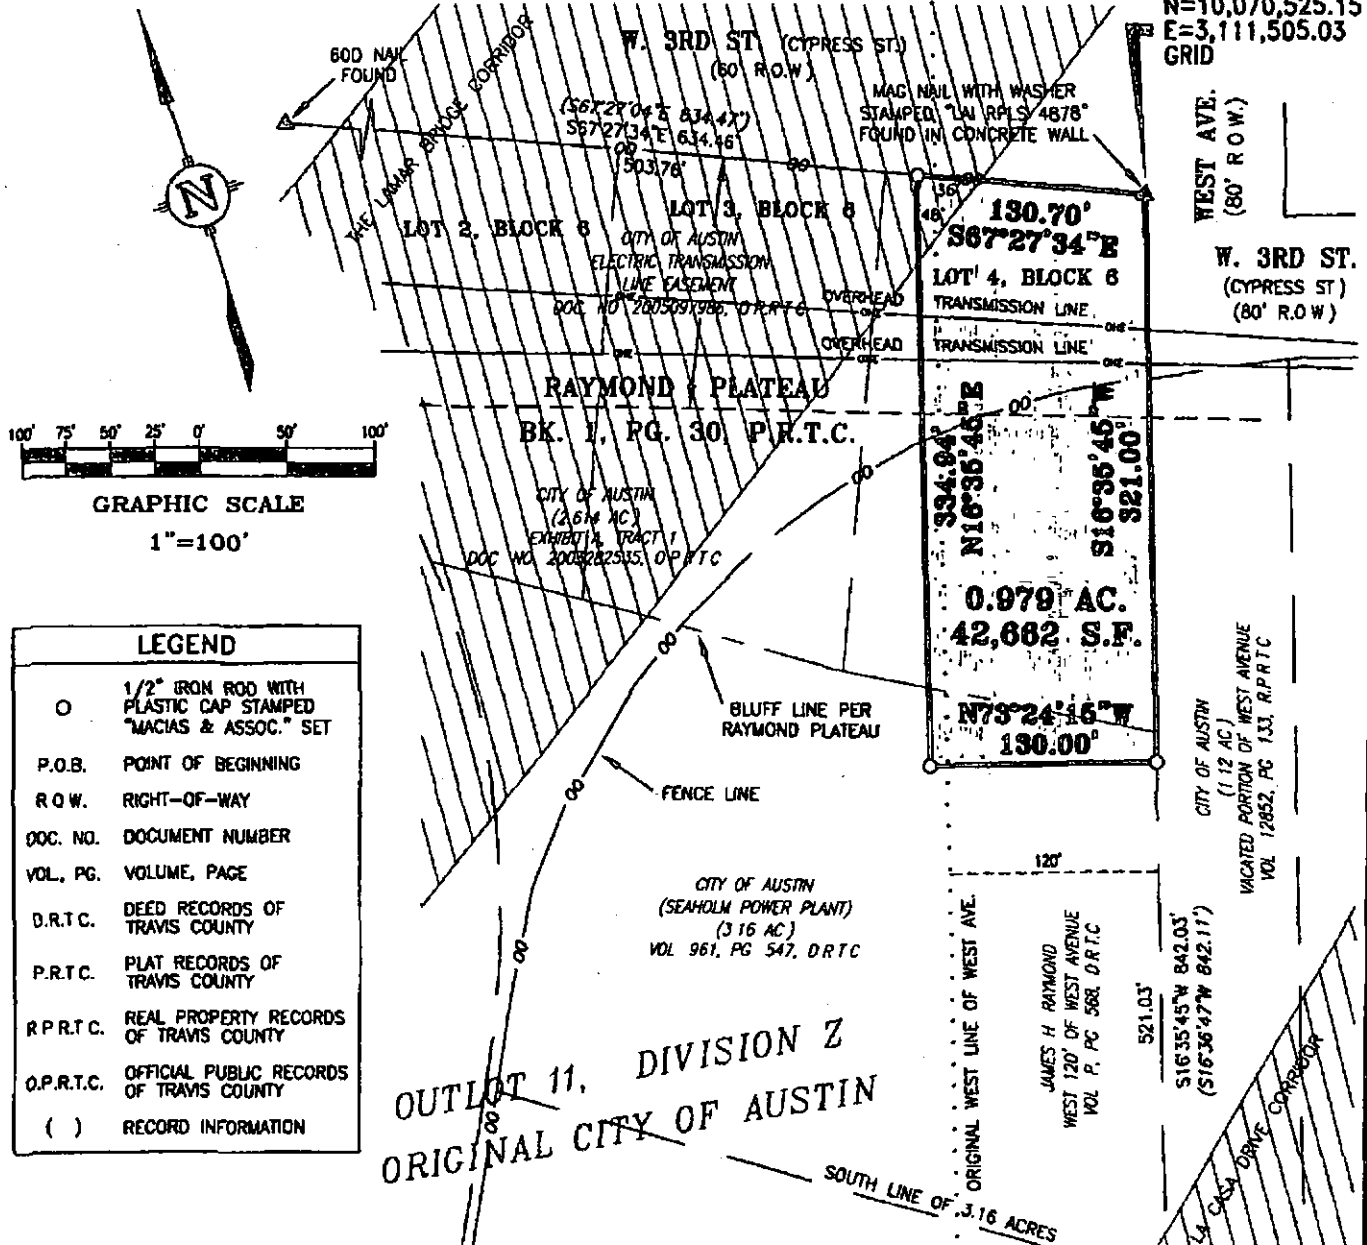 N=10,070,525.15
E=3,111,505.03
GRID
W. 3RD ST. (CYPRESS ST.)
(60' R.O.W)
60D NAIL
FOUND
THE LAMAR BRIDGE CORRIDOR
(S67°27'04"E 634.47')
S67°27'34"E 634.46'
503.76'
MAG NAIL WITH WASHER
STAMPED "LAI RPLS 4878"
FOUND IN CONCRETE WALL
WEST AVE.
(80' R.O.W.)
W. 3RD ST.
(CYPRESS ST)
(80' R.O W)
N
36'
48'
130.70'
S67°27'34"E
LOT 2, BLOCK 6
LOT 3, BLOCK 6
LOT 4, BLOCK 6
CITY OF AUSTIN
ELECTRIC TRANSMISSION
LINE EASEMENT
DOC NO 2005097986, O.P.R.T.C
OVERHEAD TRANSMISSION LINE
OHE
OVERHEAD TRANSMISSION LINE
OHE
RAYMOND PLATEAU
BK. 1, PG. 30, P.R.T.C.
100' 75' 50' 25' 0' 50' 100'
GRAPHIC SCALE
1"=100'
334.94'
N16°35'45"E
S16°35'45"W
321.00'
CITY OF AUSTIN
(2.614 AC)
EXHIBIT A, TRACT 1
DOC NO 2003282535, O P R T C
0.979 AC.
42,662 S.F.
N73°24'15"W
130.00'
BLUFF LINE PER
RAYMOND PLATEAU
FENCE LINE
LEGEND
O 1/2" IRON ROD WITH
PLASTIC CAP STAMPED
"MACIAS & ASSOC." SET
P.O.B. POINT OF BEGINNING
R O W. RIGHT-OF-WAY
DOC. NO. DOCUMENT NUMBER
VOL., PG. VOLUME, PAGE
D.R.T C. DEED RECORDS OF
TRAVIS COUNTY
P.R.T C. PLAT RECORDS OF
TRAVIS COUNTY
R P R.T C. REAL PROPERTY RECORDS
OF TRAVIS COUNTY
O.P.R.T.C. OFFICIAL PUBLIC RECORDS
OF TRAVIS COUNTY
( ) RECORD INFORMATION
CITY OF AUSTIN
(1 12 AC)
VACATED PORTION OF WEST AVENUE
VOL 12852, PG 133, R.P R T C
120'
CITY OF AUSTIN
(SEAHOLM POWER PLANT)
(3 16 AC)
VOL 961, PG 547, D R T C
ORIGINAL WEST LINE OF WEST AVE.
JAMES H RAYMOND
WEST 120' OF WEST AVENUE
VOL P, PG 568, D R T.C
521.03'
S16°35'45"W 842.03'
(S16°36'47"W 842.11')
OUTLOT 11, DIVISION Z
ORIGINAL CITY OF AUSTIN
SOUTH LINE OF 3.16 ACRES
LA CASA DRIVE CORRIDOR